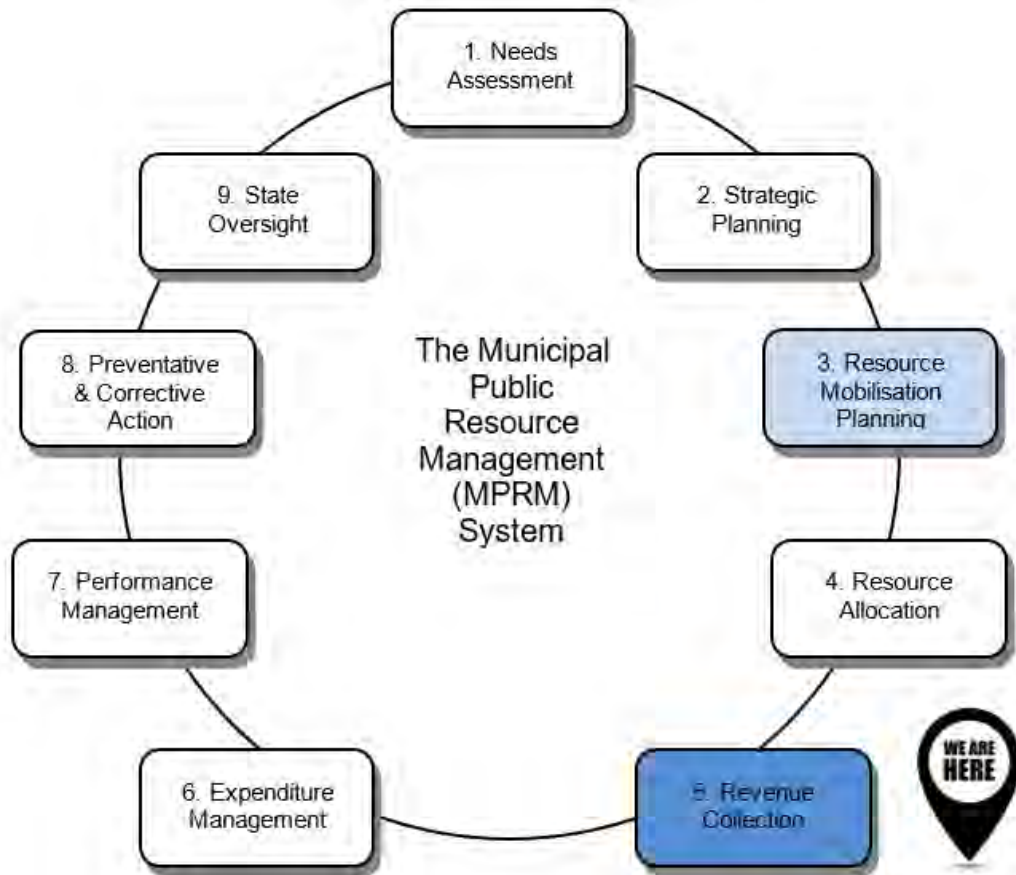 1. Needs
Assessment
2. Strategic
Planning
3. Resource
Mobilisation
Planning
4. Resource
Allocation
5. Revenue
Collection
6. Expenditure
Management
7. Performance
Management
8. Preventative
& Corrective
Action
9. State
Oversight
The Municipal
Public
Resource
Management
(MPRM)
System
WE ARE
HERE